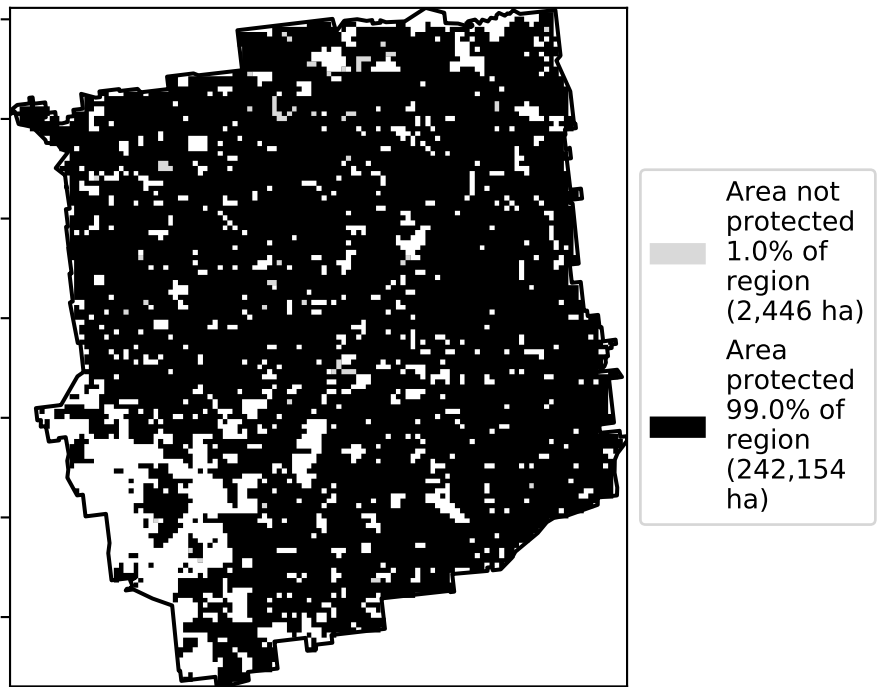 Area not
protected
1.0% of
region
(2,446 ha)
Area
protected
99.0% of
region
(242,154
ha)